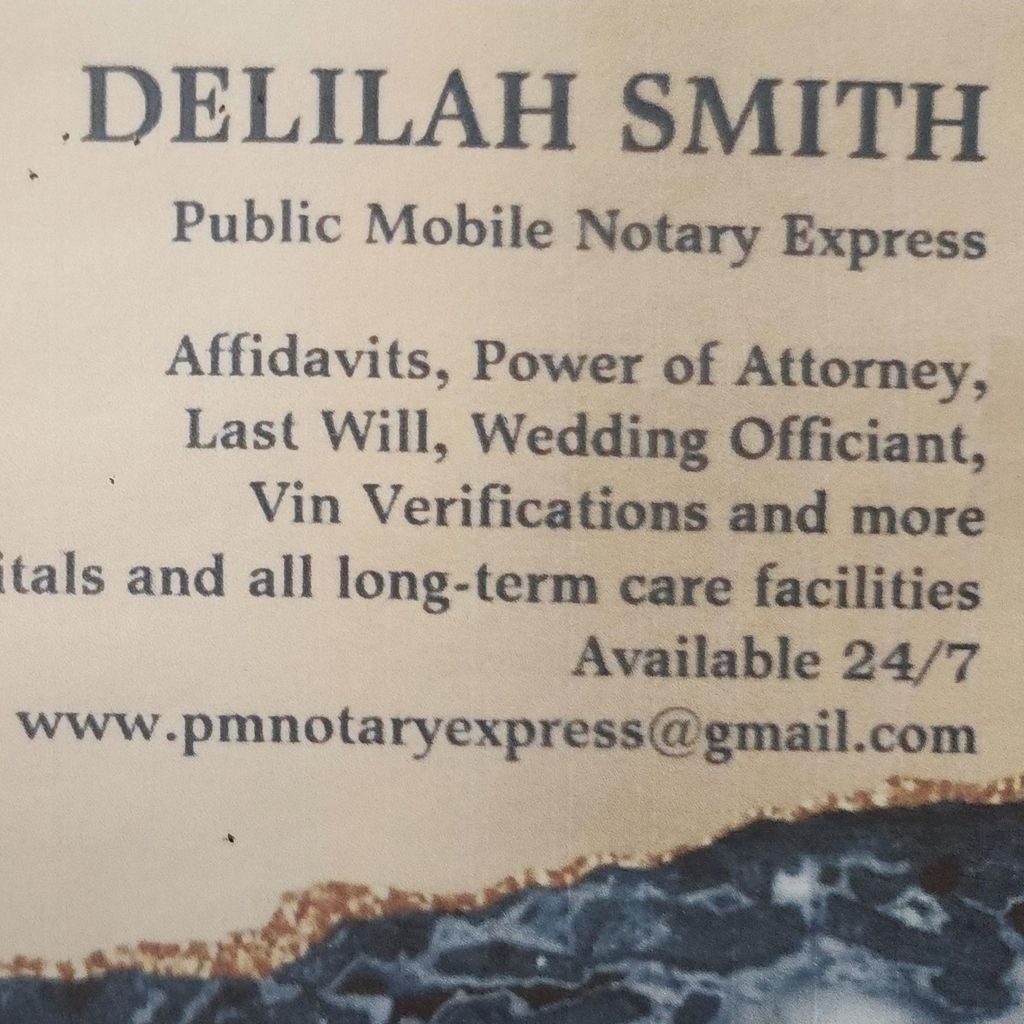 DELILAH SMITH
Public Mobile Notary Express
Affidavits, Power of Attorney,
Last Will, Wedding Officiant,
Vin Verifications and more
and all long-term care facilities
Available 24/7
www.pmnotaryexpress@gmail.com